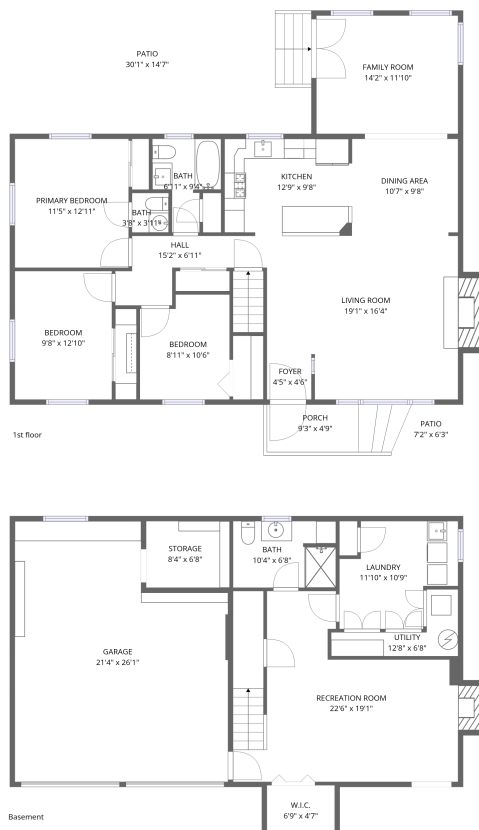 PATIO
30'1" x 14'7"
FAMILY ROOM
14'2" x 11'10"
BATH
6'11" x 9'4"
KITCHEN
12'9" x 9'8"
DINING AREA
10'7" x 9'8"
PRIMARY BEDROOM
11'5" x 12'11"
BATH
3'8" x 3'11"
HALL
15'2" x 6'11"
LIVING ROOM
19'1" x 16'4"
BEDROOM
9'8" x 12'10"
BEDROOM
8'11" x 10'6"
FOYER
4'5" x 4'6"
PORCH
9'3" x 4'9"
PATIO
7'2" x 6'3"
1st floor
STORAGE
8'4" x 6'8"
BATH
10'4" x 6'8"
LAUNDRY
11'10" x 10'9"
UTILITY
12'8" x 6'8"
GARAGE
21'4" x 26'1"
RECREATION ROOM
22'6" x 19'1"
W.I.C.
6'9" x 4'7"
Basement